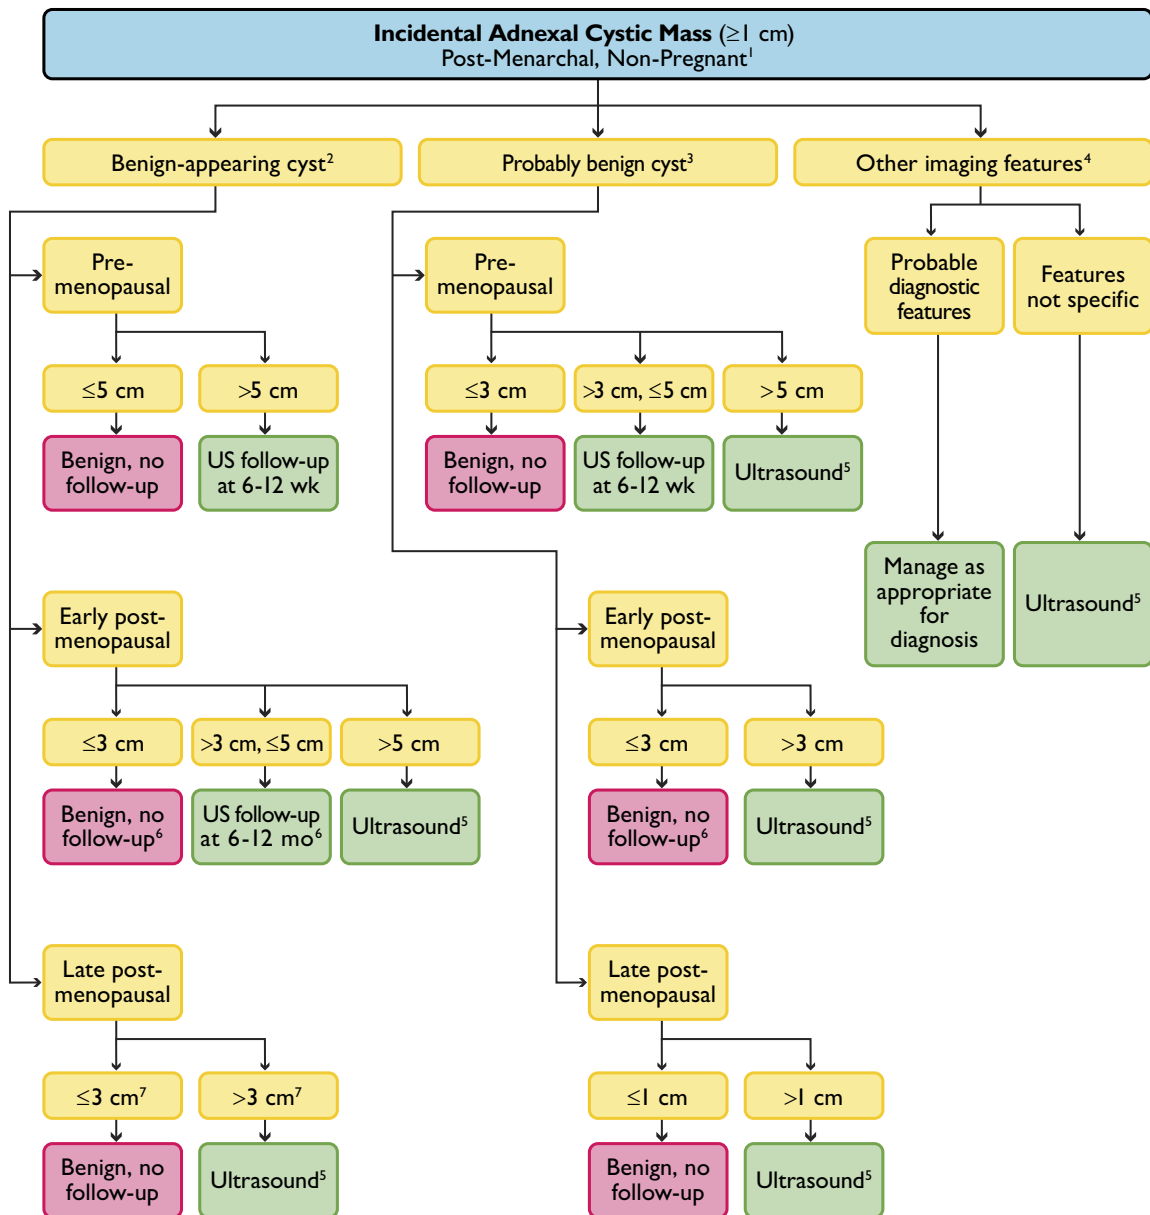 Incidental Adnexal Cystic Mass (≥1 cm)
Post-Menarchal, Non-Pregnant¹
Benign-appearing cyst²
Probably benign cyst³
Other imaging features⁴
Pre-
menopausal
≤5 cm
>5 cm
Benign, no
follow-up
US follow-up
at 6-12 wk
Early post-
menopausal
≤3 cm
>3 cm, ≤5 cm
>5 cm
Benign, no
follow-up⁶
US follow-up
at 6-12 mo⁶
Ultrasound⁵
Late post-
menopausal
≤3 cm⁷
>3 cm⁷
Benign, no
follow-up
Ultrasound⁵
Pre-
menopausal
≤3 cm
>3 cm, ≤5 cm
>5 cm
Benign, no
follow-up
US follow-up
at 6-12 wk
Ultrasound⁵
Early post-
menopausal
≤3 cm
>3 cm
Benign, no
follow-up⁶
Ultrasound⁵
Late post-
menopausal
≤1 cm
>1 cm
Benign, no
follow-up
Ultrasound⁵
Probable
diagnostic
features
Features
not specific
Manage as
appropriate
for
diagnosis
Ultrasound⁵